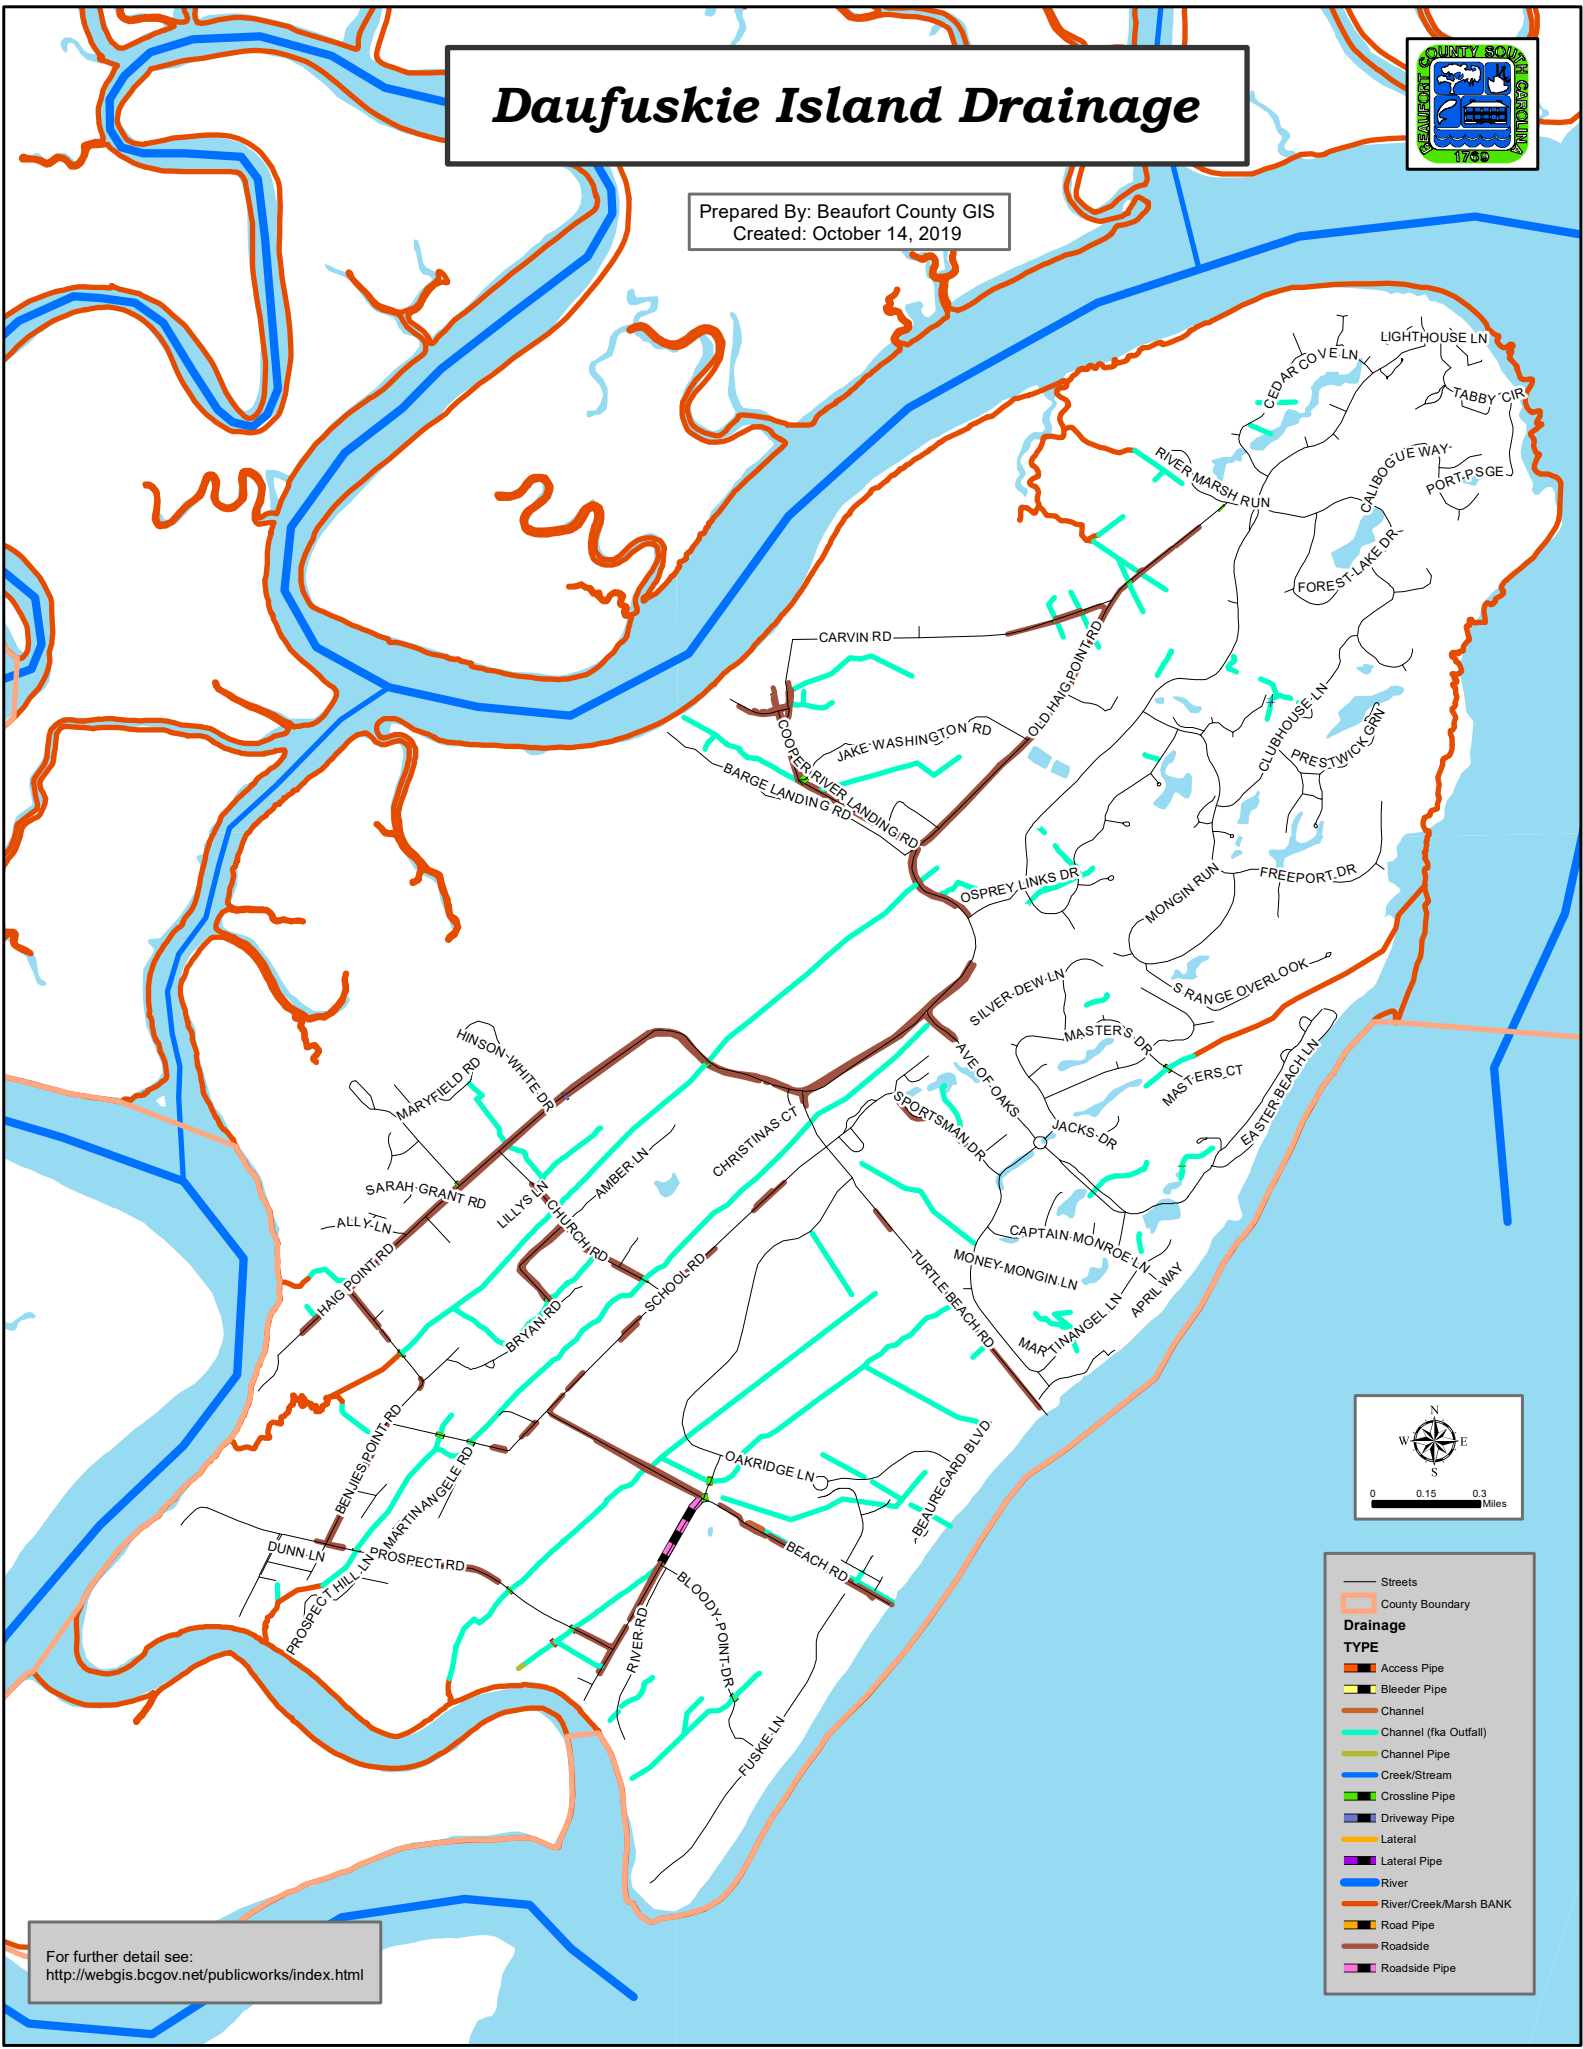 Daufuskie Island Drainage
BEAUFORT COUNTY SOUTH CAROLINA
1769
Prepared By: Beaufort County GIS
Created: October 14, 2019
LIGHTHOUSE LN
CEDAR COVE LN
TABBY CIR
RIVER MARSH RUN
CALIBOGUE WAY
PORT PSGE
FOREST LAKE DR
CARVIN RD
OLD HAIG POINT RD
CLUBHOUSE LN
PRESTWICK GRN
JAKE WASHINGTON RD
COOPER RIVER LANDING RD
BARGE LANDING RD
OSPREY LINKS DR
MONGIN RUN
FREEPORT DR
S RANGE OVERLOOK
SILVER DEW LN
MASTERS DR
MASTERS CT
EASTER BEACH LN
HINSON WHITE DR
MARYFIELD RD
AVE OF OAKS
SPORTSMAN DR
JACKS DR
CHRISTINAS CT
AMBER LN
SARAH GRANT RD
LILLYS LN
CHURCH RD
ALLY LN
HAIG POINT RD
CAPTAIN MONROE LN
MONEY MONGIN LN
APRIL WAY
SCHOOL RD
TURTLE BEACH RD
MARTINANGEL LN
BRYAN RD
BENJIES POINT RD
MARTINANGELE RD
OAKRIDGE LN
BEAUREGARD BLVD
DUNN LN
PROSPECT RD
PROSPECT HILL LN
BEACH RD
BLOODY POINT DR
RIVER RD
FUSKIE LN
N
W E
S
0 0.15 0.3
Miles
Streets
County Boundary
Drainage
TYPE
Access Pipe
Bleeder Pipe
Channel
Channel (fka Outfall)
Channel Pipe
Creek/Stream
Crossline Pipe
Driveway Pipe
Lateral
Lateral Pipe
River
River/Creek/Marsh BANK
Road Pipe
Roadside
Roadside Pipe
For further detail see:
http://webgis.bcgov.net/publicworks/index.html